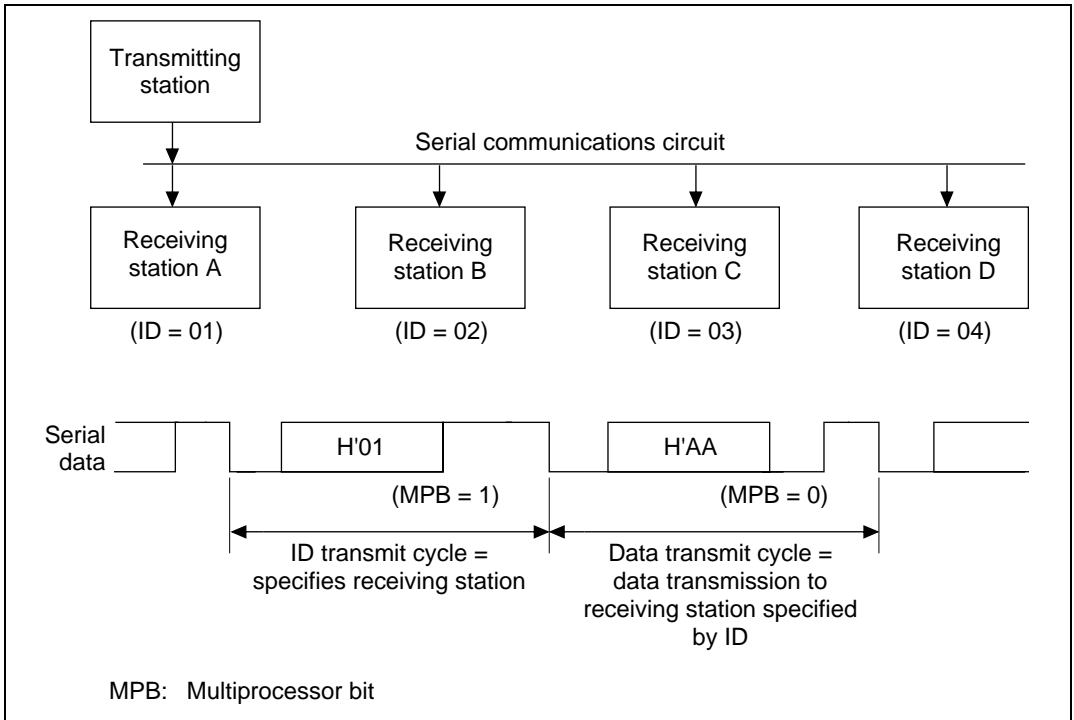 Transmitting
station
Serial communications circuit
Receiving
station A
Receiving
station B
Receiving
station C
Receiving
station D
(ID = 01)
(ID = 02)
(ID = 03)
(ID = 04)
Serial
data
H'01
H'AA
(MPB = 1)
(MPB = 0)
ID transmit cycle =
specifies receiving station
Data transmit cycle =
data transmission to
receiving station specified
by ID
MPB: Multiprocessor bit